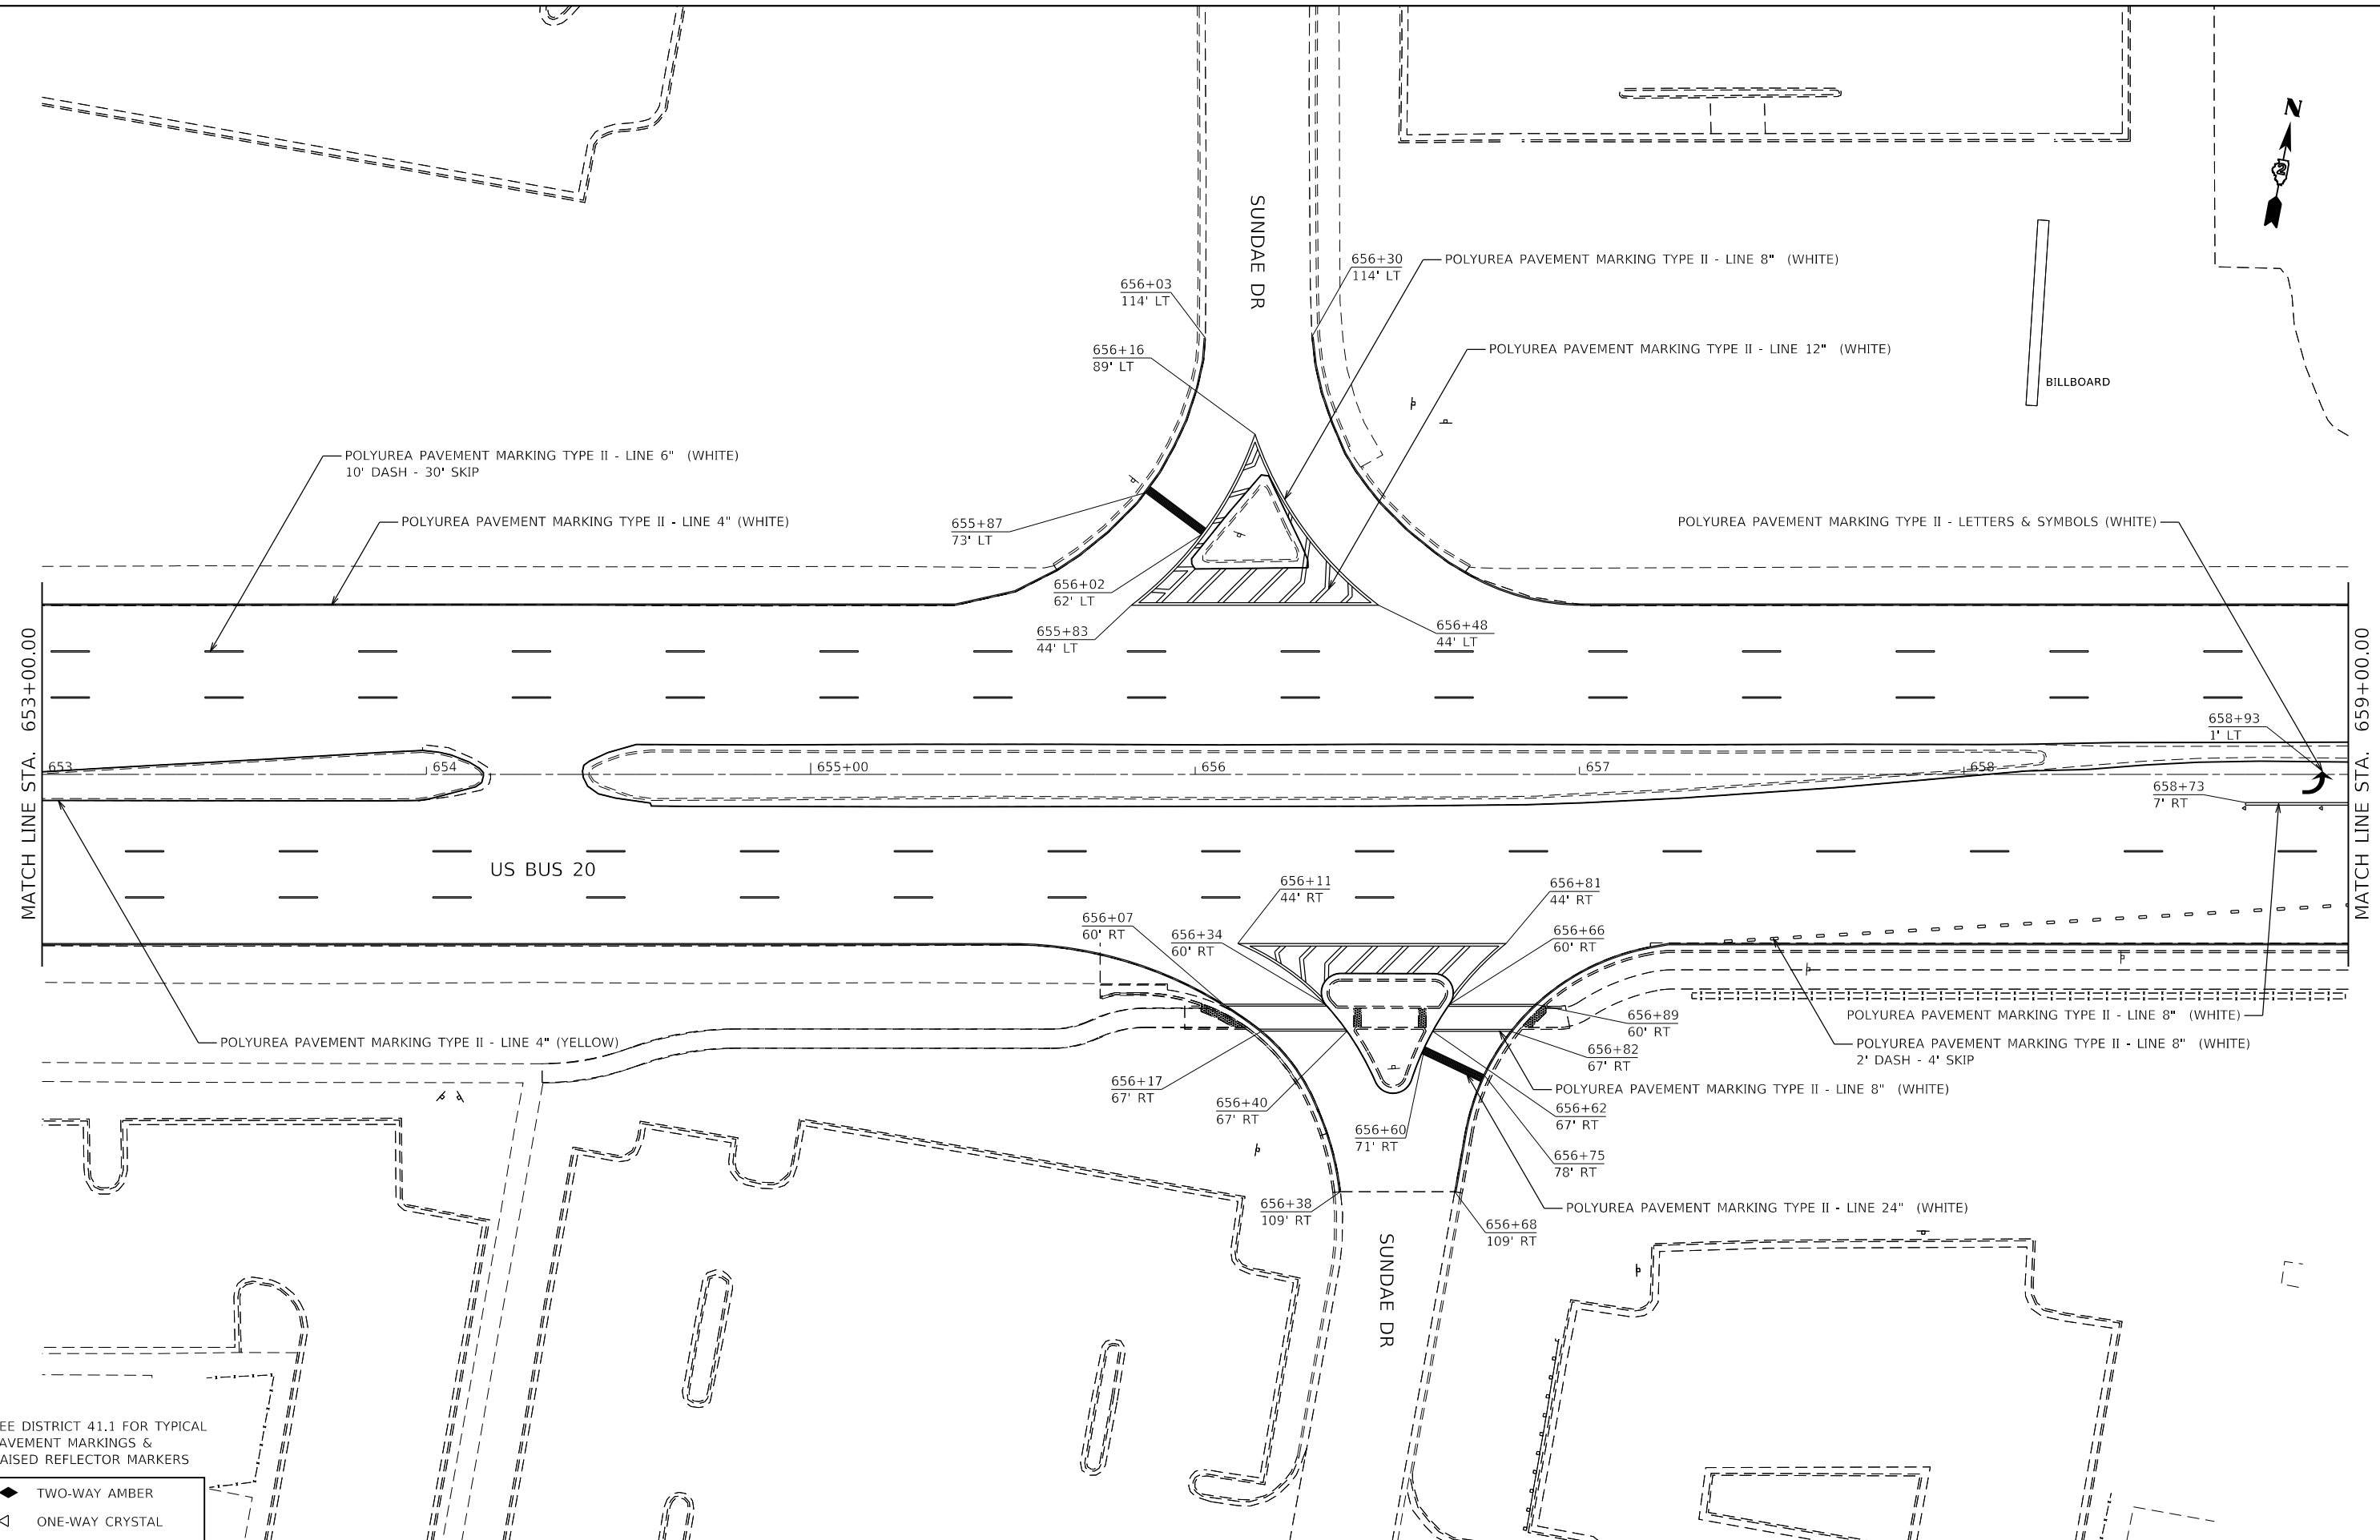 N
SUNDAE DR
656+30
114' LT
POLYUREA PAVEMENT MARKING TYPE II - LINE 8" (WHITE)
656+03
114' LT
656+16
89' LT
POLYUREA PAVEMENT MARKING TYPE II - LINE 12" (WHITE)
BILLBOARD
POLYUREA PAVEMENT MARKING TYPE II - LINE 6" (WHITE)
10' DASH - 30' SKIP
POLYUREA PAVEMENT MARKING TYPE II - LINE 4" (WHITE)
655+87
73' LT
POLYUREA PAVEMENT MARKING TYPE II - LETTERS & SYMBOLS (WHITE)
656+02
62' LT
655+83
44' LT
656+48
44' LT
MATCH LINE STA. 653+00.00
MATCH LINE STA. 659+00.00
658+93
1' LT
653
654
655+00
656
657
658
658+73
7' RT
US BUS 20
656+11
44' RT
656+81
44' RT
656+07
60' RT
656+34
60' RT
656+66
60' RT
656+89
60' RT
POLYUREA PAVEMENT MARKING TYPE II - LINE 8" (WHITE)
POLYUREA PAVEMENT MARKING TYPE II - LINE 4" (YELLOW)
POLYUREA PAVEMENT MARKING TYPE II - LINE 8" (WHITE)
2' DASH - 4' SKIP
656+82
67' RT
656+17
67' RT
POLYUREA PAVEMENT MARKING TYPE II - LINE 8" (WHITE)
656+40
67' RT
656+62
67' RT
656+60
71' RT
656+75
78' RT
656+38
109' RT
POLYUREA PAVEMENT MARKING TYPE II - LINE 24" (WHITE)
656+68
109' RT
SUNDAE DR
EE DISTRICT 41.1 FOR TYPICAL
AVEMENT MARKINGS &
AISED REFLECTOR MARKERS
TWO-WAY AMBER
ONE-WAY CRYSTAL